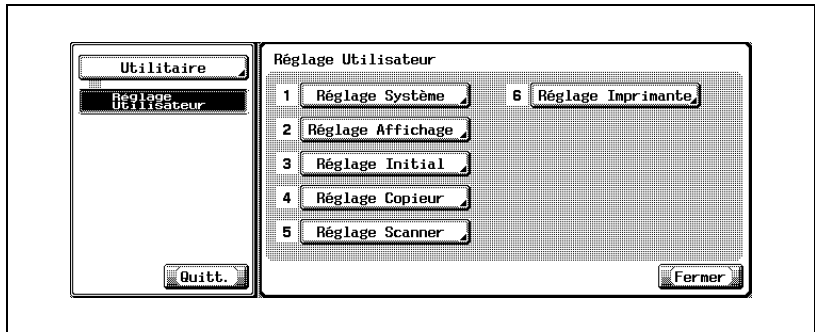 Utilitaire
Réglage
Utilisateur
Quitt.
Réglage Utilisateur
1 Réglage Système
2 Réglage Affichage
3 Réglage Initial
4 Réglage Copieur
5 Réglage Scanner
6 Réglage Imprimante
Fermer